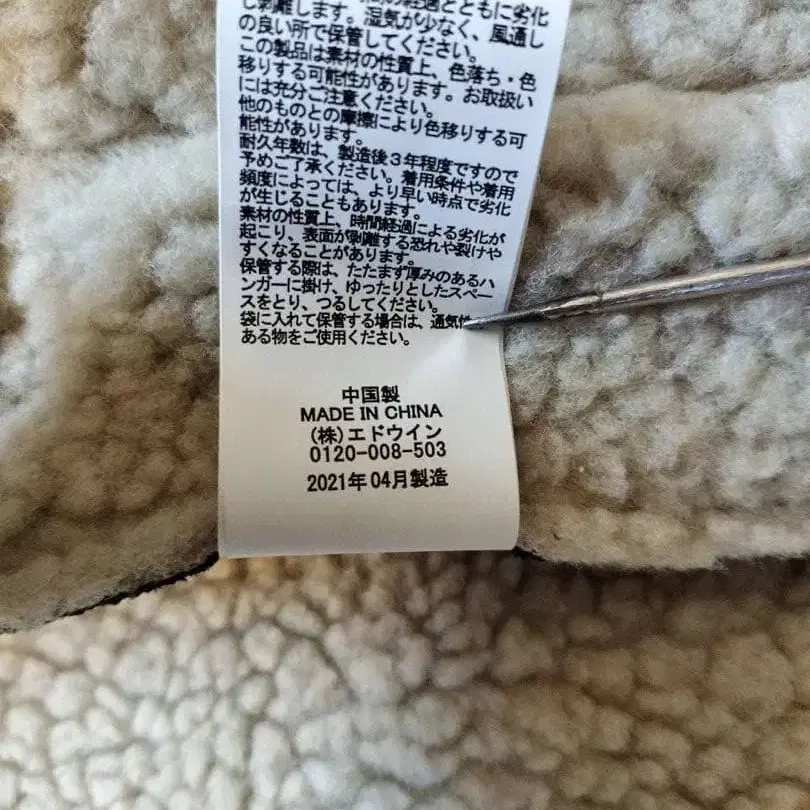 の経過とともに劣化
し剥離します。湿気が少なく、風通し
の良い所で保管してください。
この製品は素材の性質上、色落ち・色
移りする可能性があります。お取扱い
には充分ご注意ください。
他のものとの摩擦により色移りする可
能性があります。
耐久年数は、製造後3年程度ですので
予めご了承ください。着用条件や着用
頻度によっては、より早い時点で劣化
が生じることもあります。
素材の性質上、時間経過による劣化が
起こり、表面が剥離する恐れや裂けや
すくなることがあります。
保管する際は、たたまず厚みのあるハ
ンガーに掛け、ゆったりとしたスペー
スをとり、つるしてください。
袋に入れて保管する場合は、通気性
ある物をご使用ください。
中国製
MADE IN CHINA
(株)エドウイン
0120-008-503
2021年04月製造